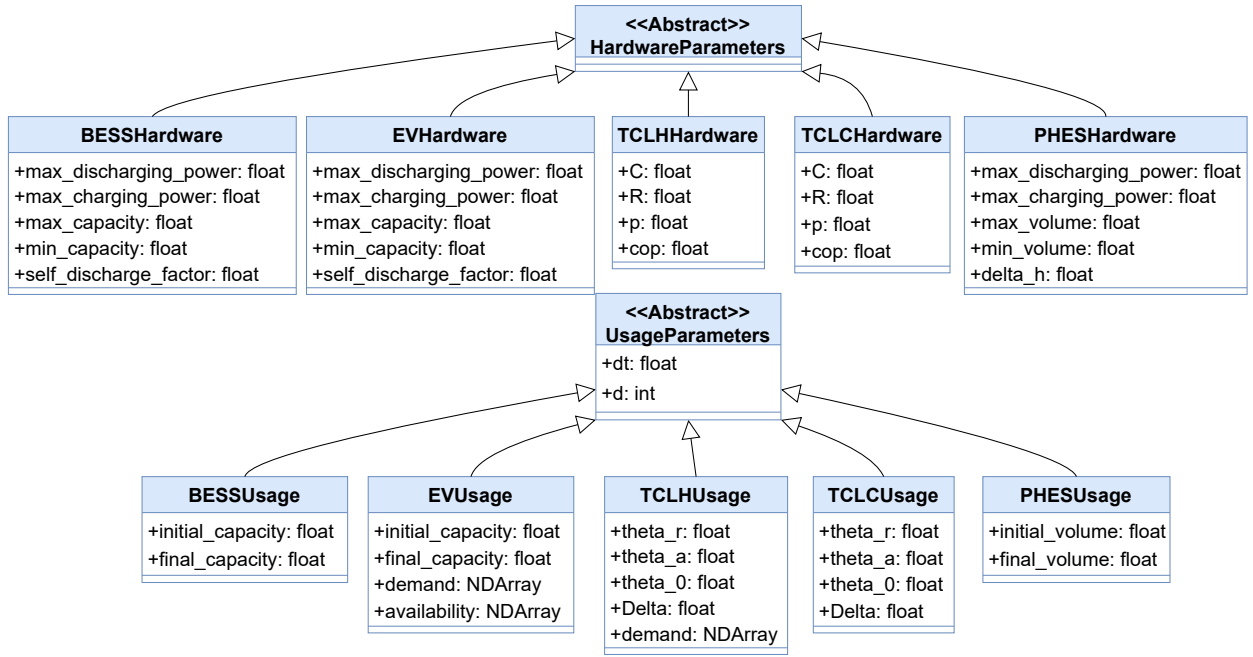 <<Abstract>>
HardwareParameters
BESSHardware
+max_discharging_power: float
+max_charging_power: float
+max_capacity: float
+min_capacity: float
+self_discharge_factor: float
EVHardware
+max_discharging_power: float
+max_charging_power: float
+max_capacity: float
+min_capacity: float
+self_discharge_factor: float
TCLHHardware
+C: float
+R: float
+p: float
+cop: float
TCLCHardware
+C: float
+R: float
+p: float
+cop: float
PHESHardware
+max_discharging_power: float
+max_charging_power: float
+max_volume: float
+min_volume: float
+delta_h: float
<<Abstract>>
UsageParameters
+dt: float
+d: int
BESSUsage
+initial_capacity: float
+final_capacity: float
EVUsage
+initial_capacity: float
+final_capacity: float
+demand: NDArray
+availability: NDArray
TCLHUsage
+theta_r: float
+theta_a: float
+theta_0: float
+Delta: float
+demand: NDArray
TCLCUsage
+theta_r: float
+theta_a: float
+theta_0: float
+Delta: float
PHESUsage
+initial_volume: float
+final_volume: float